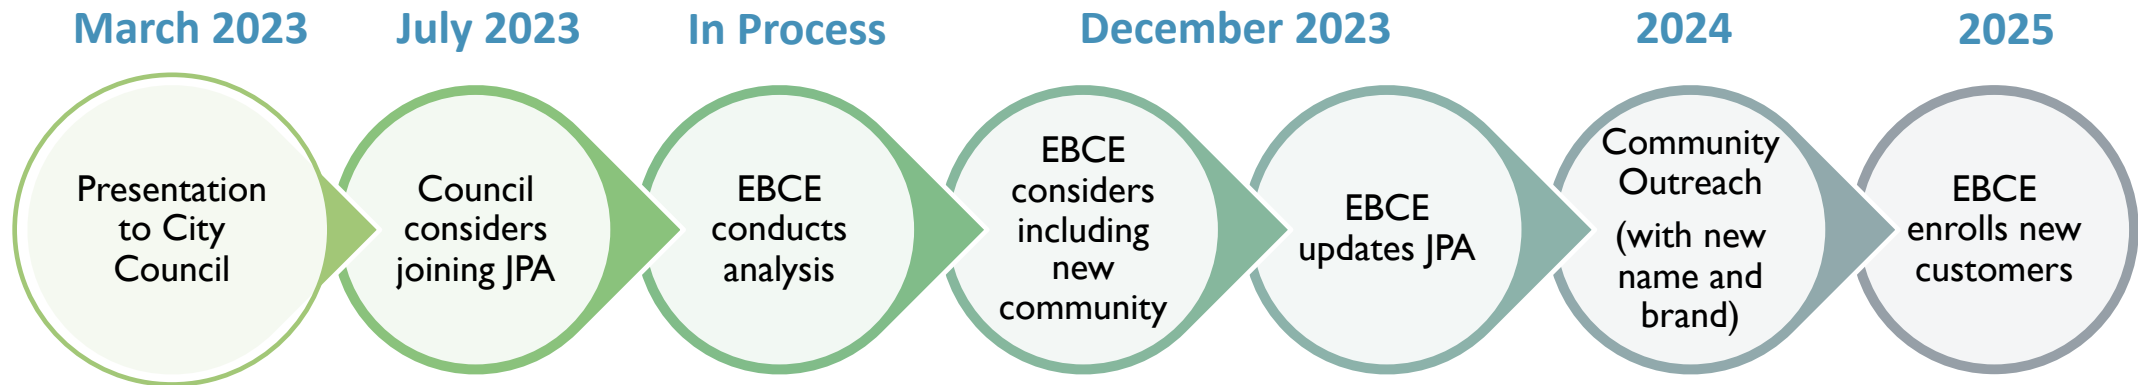 March 2023
July 2023
In Process
December 2023
2024
2025
Presentation
to City
Council
Council
considers
joining JPA
EBCE
conducts
analysis
EBCE
considers
including
new
community
EBCE
updates JPA
Community
Outreach
(with new
name and
brand)
EBCE
enrolls new
customers